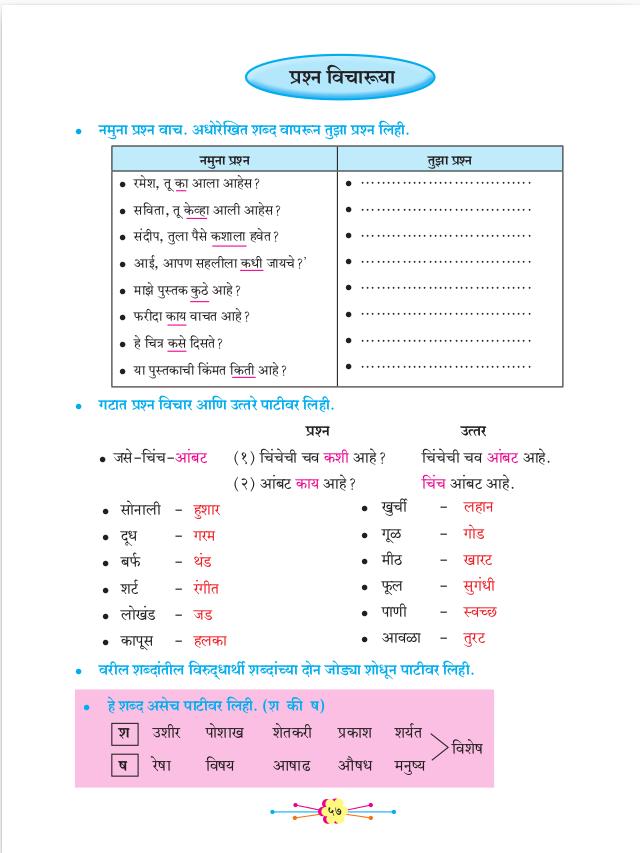 प्रश्न विचारूया
• नमुना प्रश्न वाच. अधोरेखित शब्द वापरून तुझा प्रश्न लिही.
नमुना प्रश्न तुझा प्रश्न
• रमेश, तू का आला आहेस? • .................................
• सविता, तू केव्हा आली आहेस? • .................................
• संदीप, तुला पैसे कशाला हवेत? • .................................
• आई, आपण सहलीला कधी जायचे?' • .................................
• माझे पुस्तक कुठे आहे? • .................................
• फरीदा काय वाचत आहे? • .................................
• हे चित्र कसे दिसते? • .................................
• या पुस्तकाची किंमत किती आहे? • .................................
• गटात प्रश्न विचार आणि उत्तरे पाटीवर लिही.
प्रश्न उत्तर
• जसे-चिंच-आंबट (१) चिंचेची चव कशी आहे? चिंचेची चव आंबट आहे.
(२) आंबट काय आहे? चिंच आंबट आहे.
• सोनाली - हुशार • खुर्ची - लहान
• दूध - गरम • गूळ - गोड
• बर्फ - थंड • मीठ - खारट
• शर्ट - रंगीत • फूल - सुगंधी
• लोखंड - जड • पाणी - स्वच्छ
• कापूस - हलका • आवळा - तुरट
• वरील शब्दांतील विरुद्धार्थी शब्दांच्या दोन जोड्या शोधून पाटीवर लिही.
• हे शब्द असेच पाटीवर लिही. (श की ष)
श उशीर पोशाख शेतकरी प्रकाश शर्यत
विशेष
ष रेषा विषय आषाढ औषध मनुष्य
५७